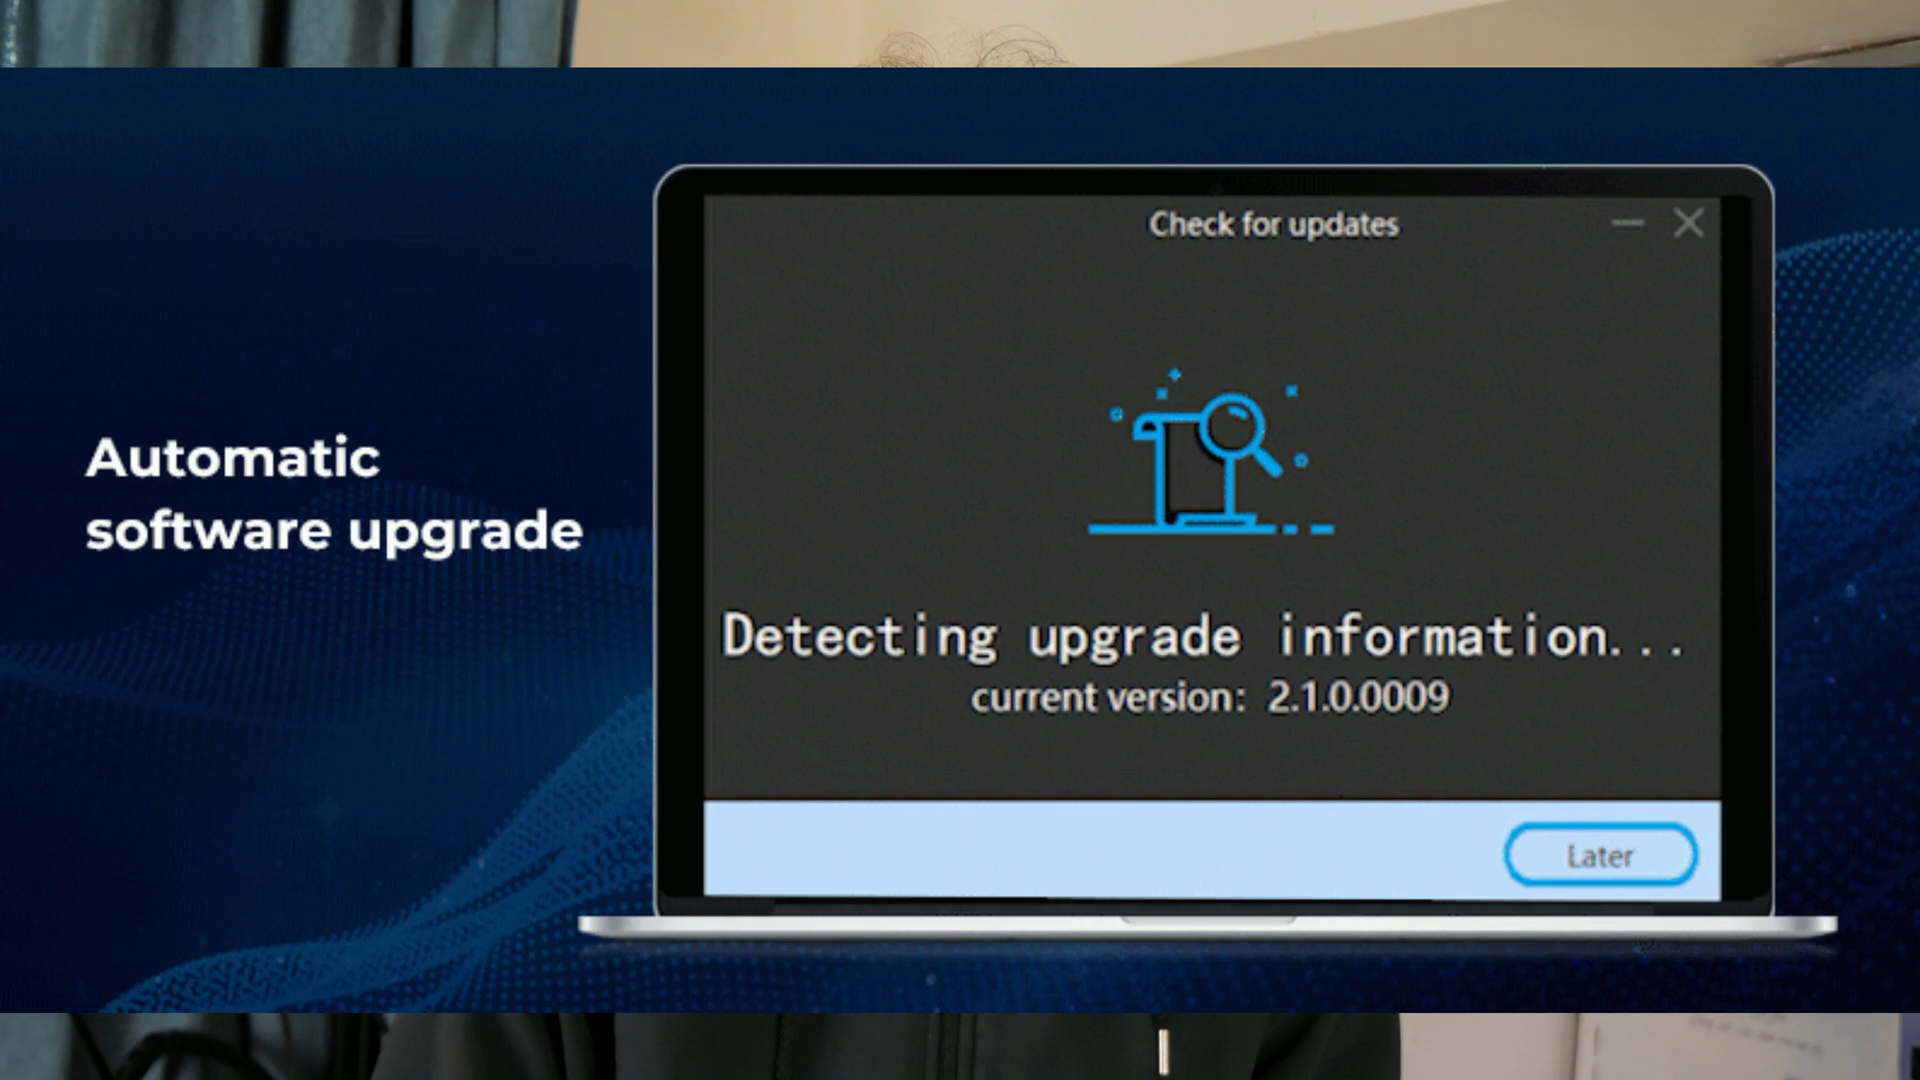 Check for updates
Automatic
software upgrade
Detecting upgrade information...
current version: 2.1.0.0009
Later